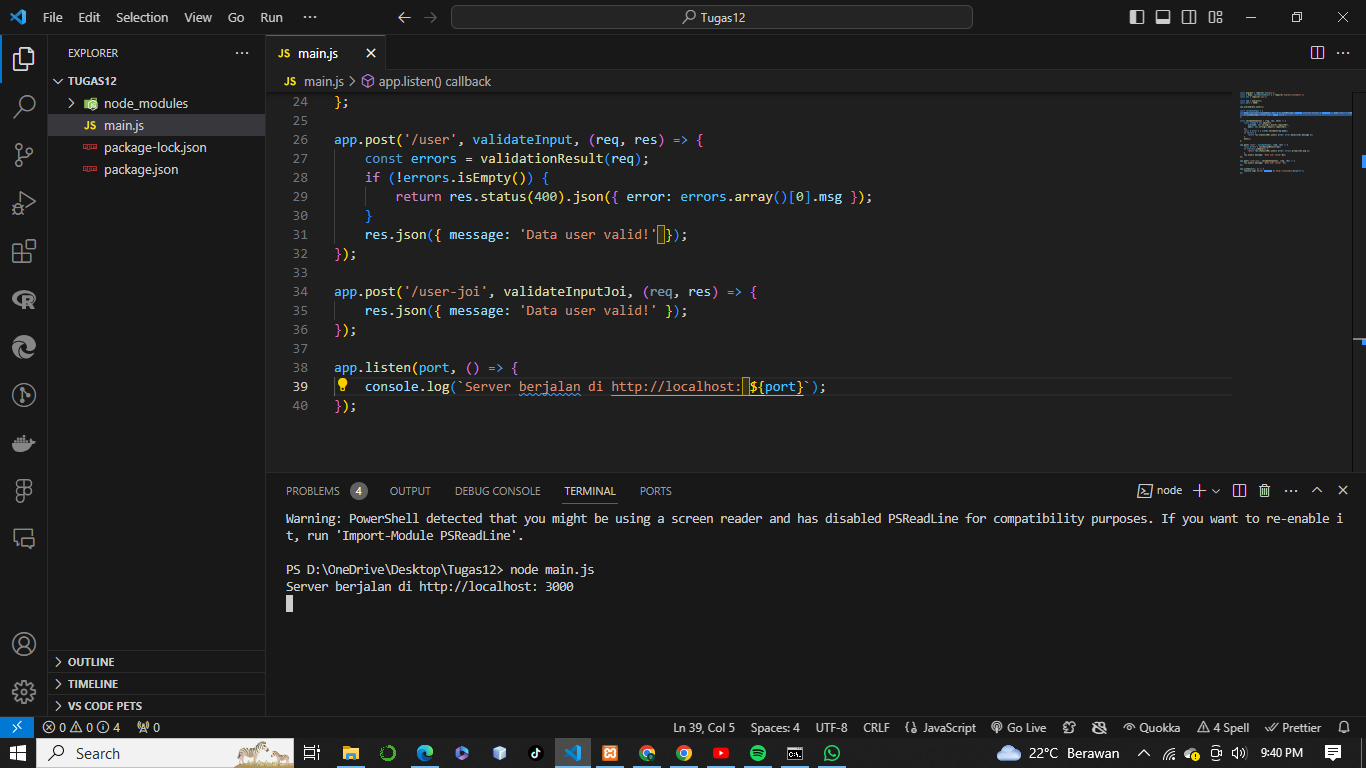 File Edit Selection View Go Run ···
Tugas12
EXPLORER
TUGAS12
node_modules
JS main.js
package-lock.json
package.json
OUTLINE
TIMELINE
VS CODE PETS
JS main.js
JS main.js > app.listen() callback
24 };
25
26 app.post('/user', validateInput, (req, res) => {
27     const errors = validationResult(req);
28     if (!errors.isEmpty()) {
29         return res.status(400).json({ error: errors.array()[0].msg });
30     }
31     res.json({ message: 'Data user valid!' });
32 });
33
34 app.post('/user-joi', validateInputJoi, (req, res) => {
35     res.json({ message: 'Data user valid!' });
36 });
37
38 app.listen(port, () => {
39     console.log(`Server berjalan di http://localhost: ${port}`);
40 });
PROBLEMS 4 OUTPUT DEBUG CONSOLE TERMINAL PORTS
node
Warning: PowerShell detected that you might be using a screen reader and has disabled PSReadLine for compatibility purposes. If you want to re-enable i
t, run 'Import-Module PSReadLine'.
PS D:\OneDrive\Desktop\Tugas12> node main.js
Server berjalan di http://localhost: 3000
0 0 4 0
Ln 39, Col 5 Spaces: 4 UTF-8 CRLF {} JavaScript Go Live Quokka 4 Spell Prettier
Search
22°C Berawan
9:40 PM